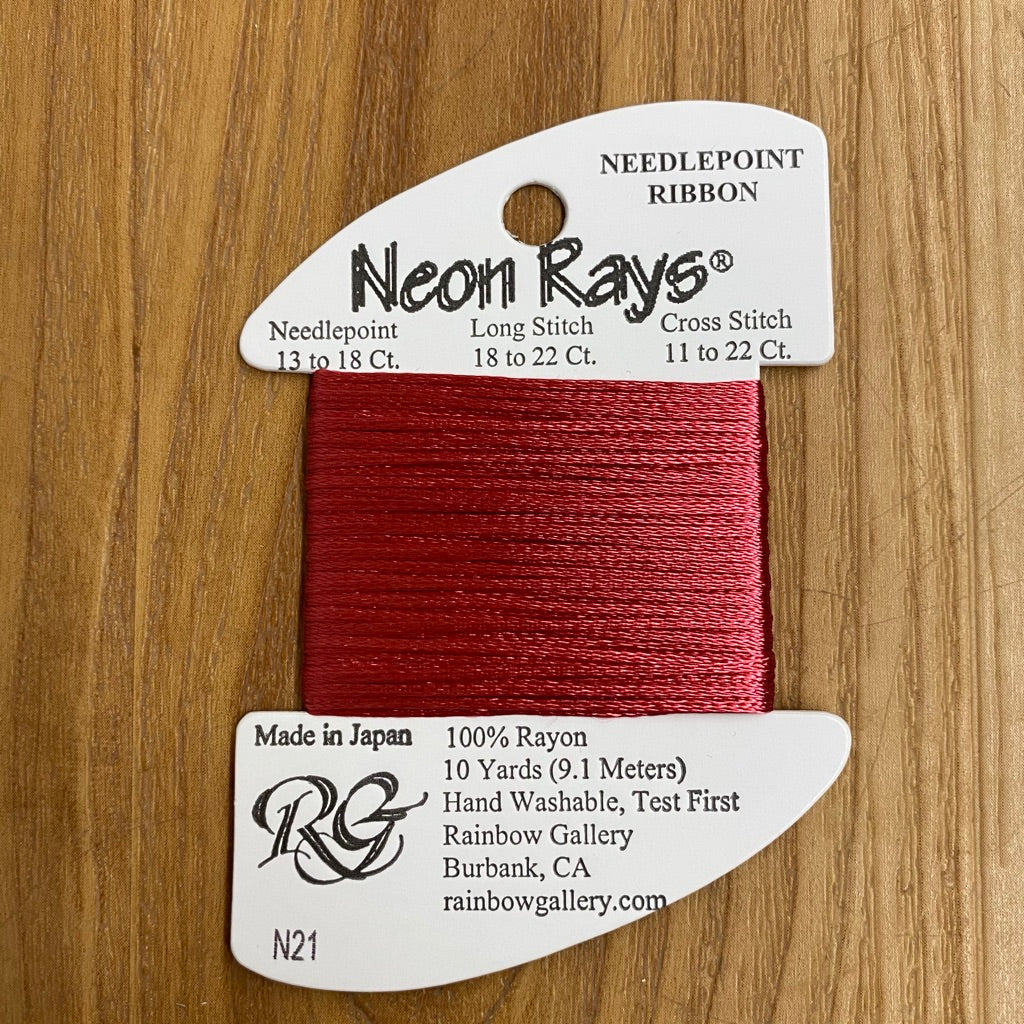 NEEDLEPOINT
RIBBON
Neon Rays®
Needlepoint
13 to 18 Ct.
Long Stitch
18 to 22 Ct.
Cross Stitch
11 to 22 Ct.
Made in Japan
RG
100% Rayon
10 Yards (9.1 Meters)
Hand Washable, Test First
Rainbow Gallery
Burbank, CA
rainbowgallery.com
N21